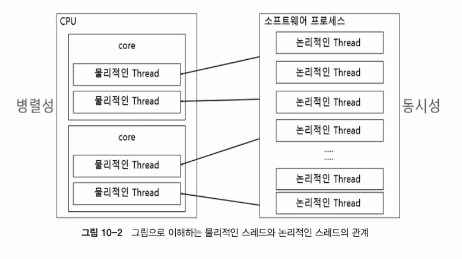 CPU
소프트웨어 프로세스
core
물리적인 Thread
물리적인 Thread
core
물리적인 Thread
물리적인 Thread
병렬성
논리적인 Thread
논리적인 Thread
논리적인 Thread
논리적인 Thread
.....
.....
논리적인 Thread
논리적인 Thread
동시성
그림 10-2 그림으로 이해하는 물리적인 스레드와 논리적인 스레드의 관계